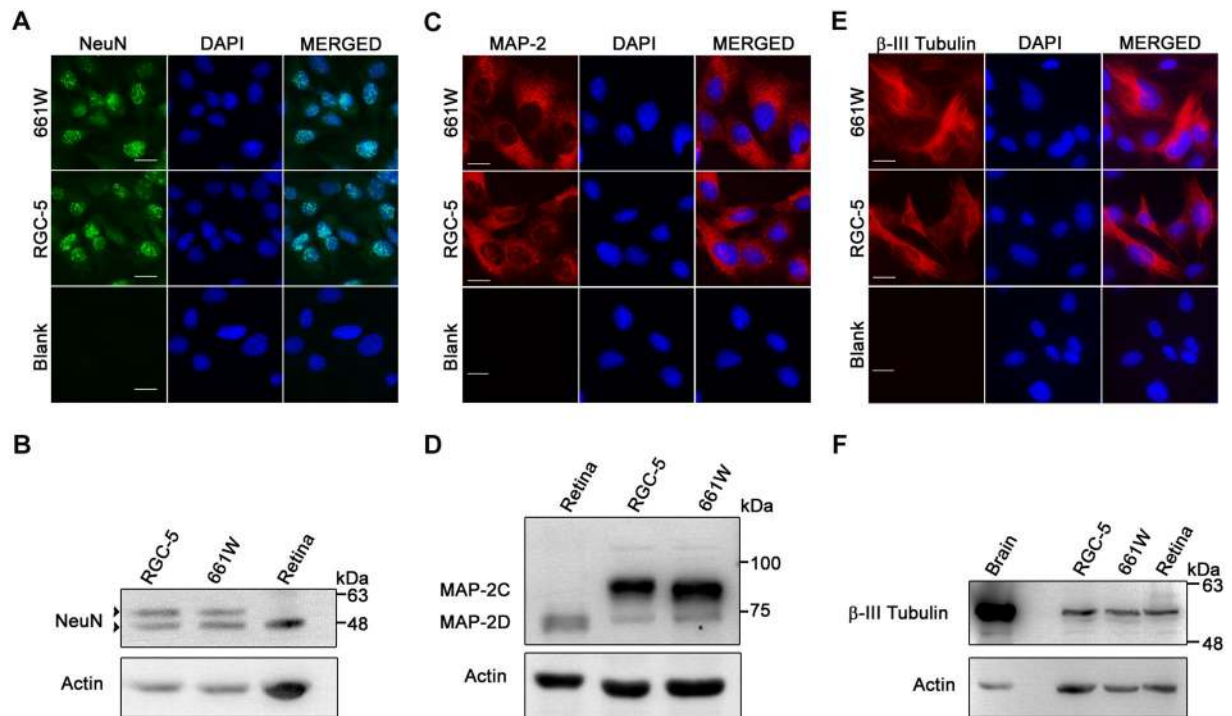 A
NeuN DAPI MERGED
661W
RGC-5
Blank
C
MAP-2 DAPI MERGED
661W
RGC-5
Blank
E
β-III Tubulin DAPI MERGED
661W
RGC-5
Blank
B
RGC-5 661W Retina
kDa
63
NeuN
48
Actin
D
Retina RGC-5 661W
kDa
100
MAP-2C
75
MAP-2D
Actin
F
Brain RGC-5 661W Retina
kDa
63
β-III Tubulin
48
Actin